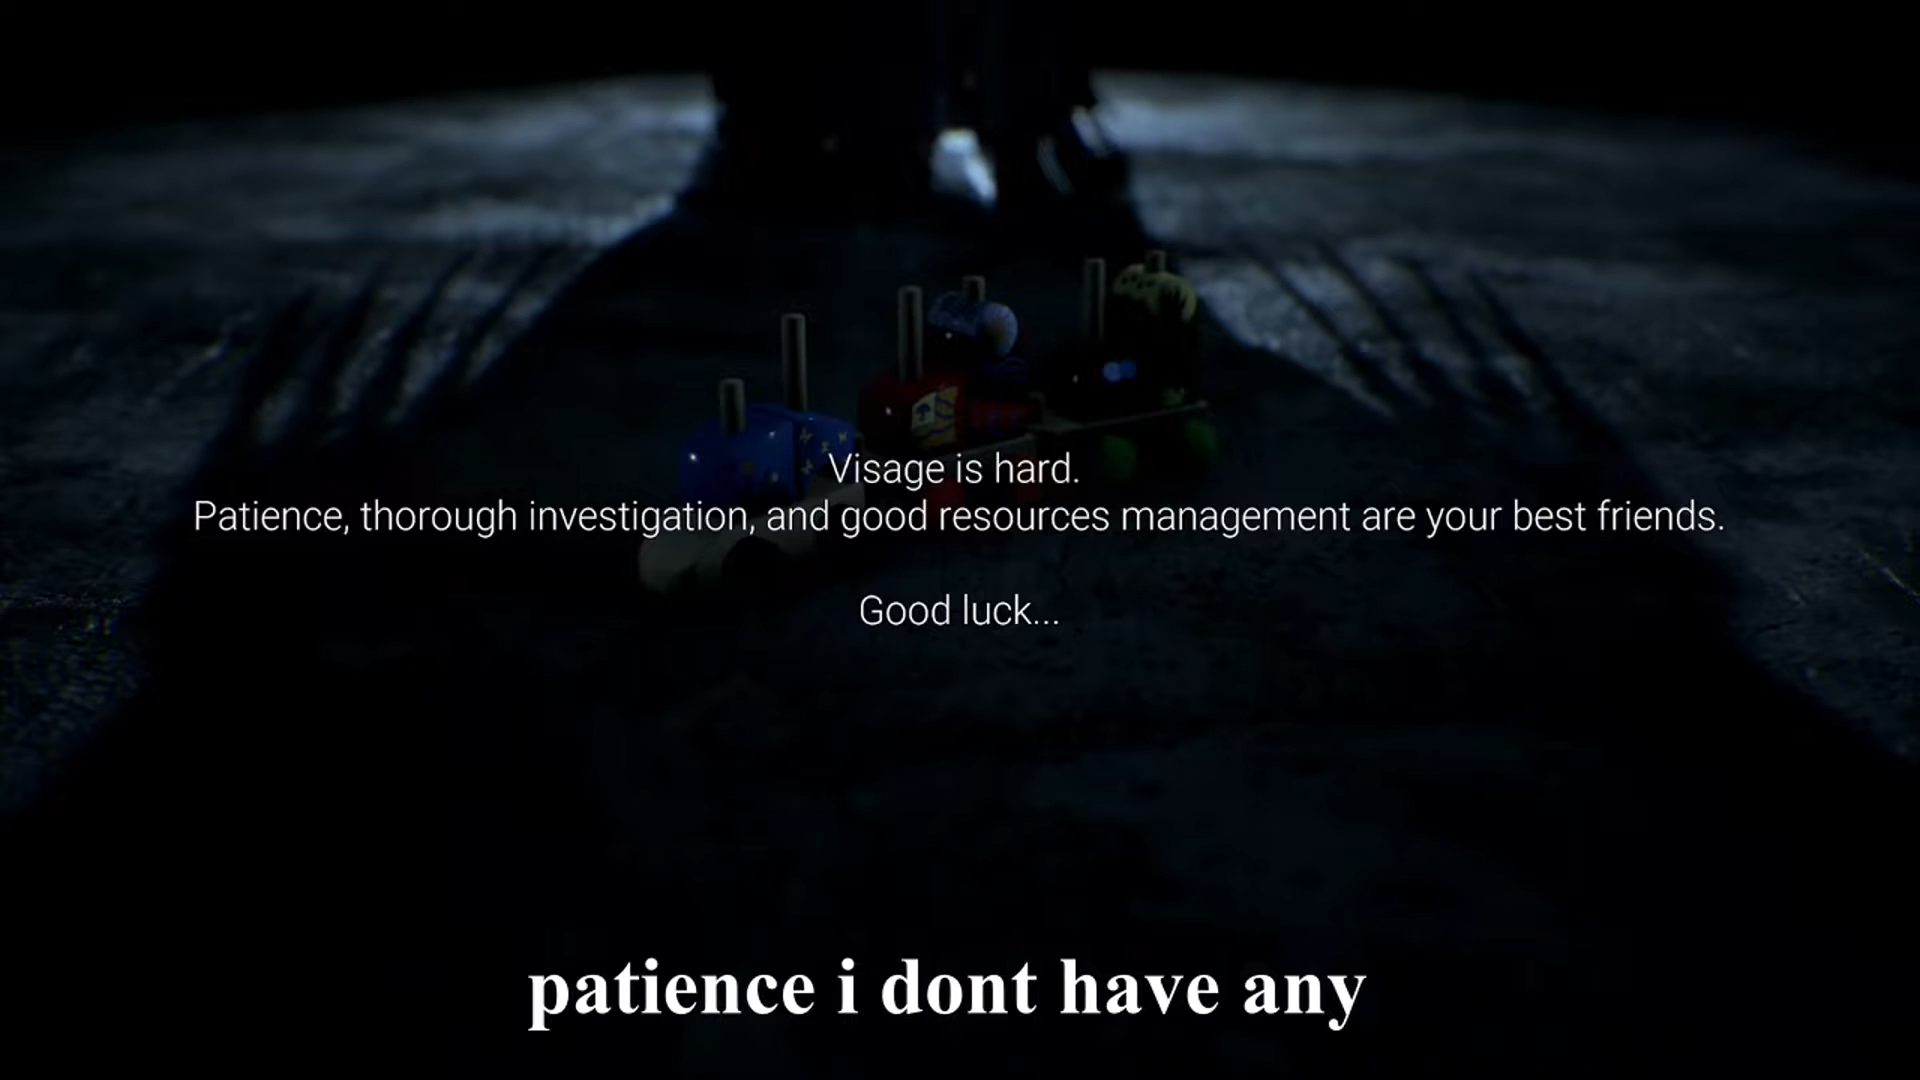 Visage is hard.
Patience, thorough investigation, and good resources management are your best friends.
Good luck...
patience i dont have any